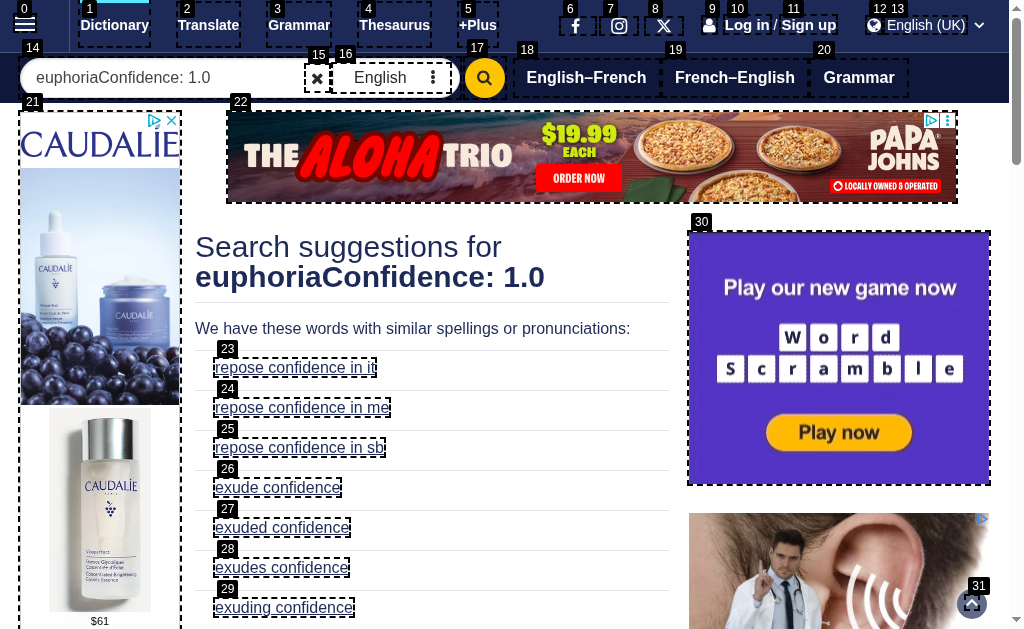 0 1 2 3 4 5 6 7 8 9 10 11 12 13
Dictionary Translate Grammar Thesaurus +Plus Log in / Sign up English (UK)
14 15 16 17 18 19 20
euphoriaConfidence: 1.0 English English–French French–English Grammar
21 22
CAUDALIE
THE ALOHA TRIO
$19.99
EACH
ORDER NOW
PAPA
JOHNS
LOCALLY OWNED & OPERATED
Search suggestions for
euphoriaConfidence: 1.0
We have these words with similar spellings or pronunciations:
23
repose confidence in it
24
repose confidence in me
25
repose confidence in sb
26
exude confidence
27
exuded confidence
28
exudes confidence
29
exuding confidence
30
Play our new game now
Word
Scramble
Play now
CAUDALIE
CAUDALIE
CAUDALIE
$61
31